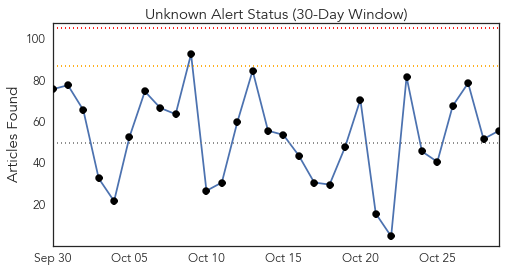 Unknown Alert Status (30-Day Window)
Articles Found
100
80
60
40
20
Sep 30 Oct 05 Oct 10 Oct 15 Oct 20 Oct 25